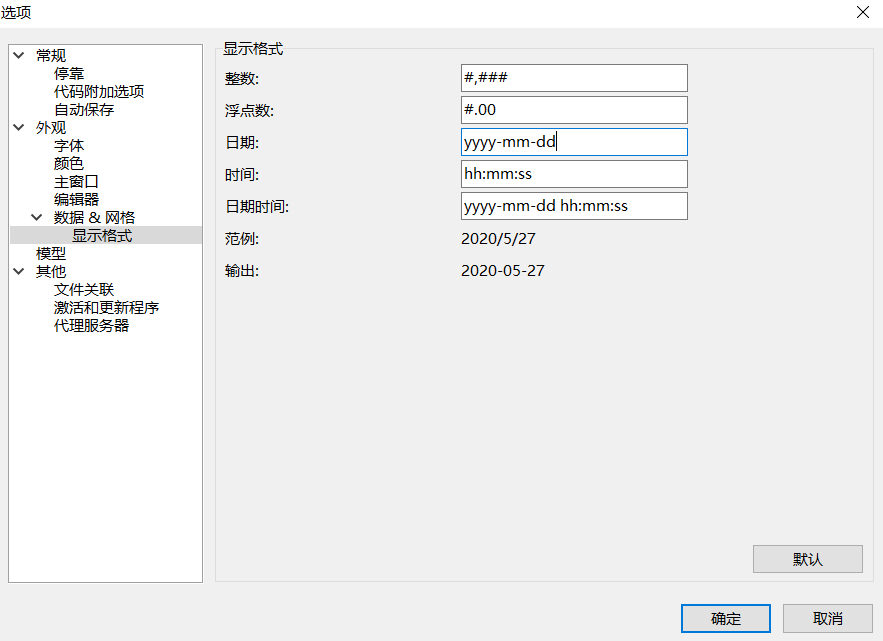 选项
常规
停靠
代码附加选项
自动保存
外观
字体
颜色
主窗口
编辑器
数据 & 网格
显示格式
模型
其他
文件关联
激活和更新程序
代理服务器
显示格式
整数: #,###
浮点数: #.00
日期: yyyy-mm-dd
时间: hh:mm:ss
日期时间: yyyy-mm-dd hh:mm:ss
范例: 2020/5/27
输出: 2020-05-27
默认
确定 取消